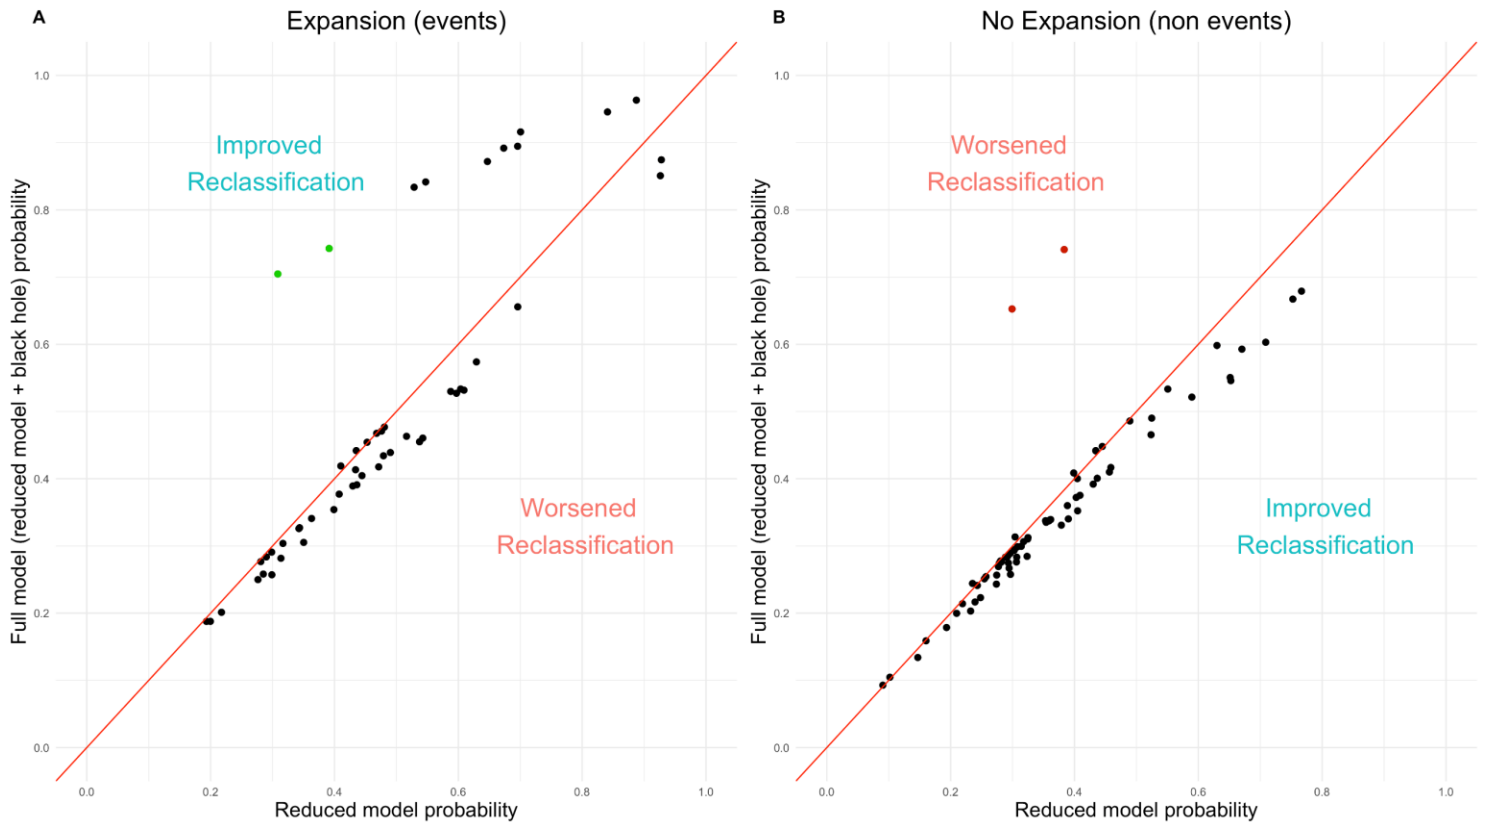 A
Expansion (events)
Full model (reduced model + black hole) probability
1.0
0.8
0.6
0.4
0.2
0.0
Improved
Reclassification
Worsened
Reclassification
0.0 0.2 0.4 0.6 0.8 1.0
Reduced model probability
B
No Expansion (non events)
Full model (reduced model + black hole) probability
1.0
0.8
0.6
0.4
0.2
0.0
Worsened
Reclassification
Improved
Reclassification
0.0 0.2 0.4 0.6 0.8 1.0
Reduced model probability